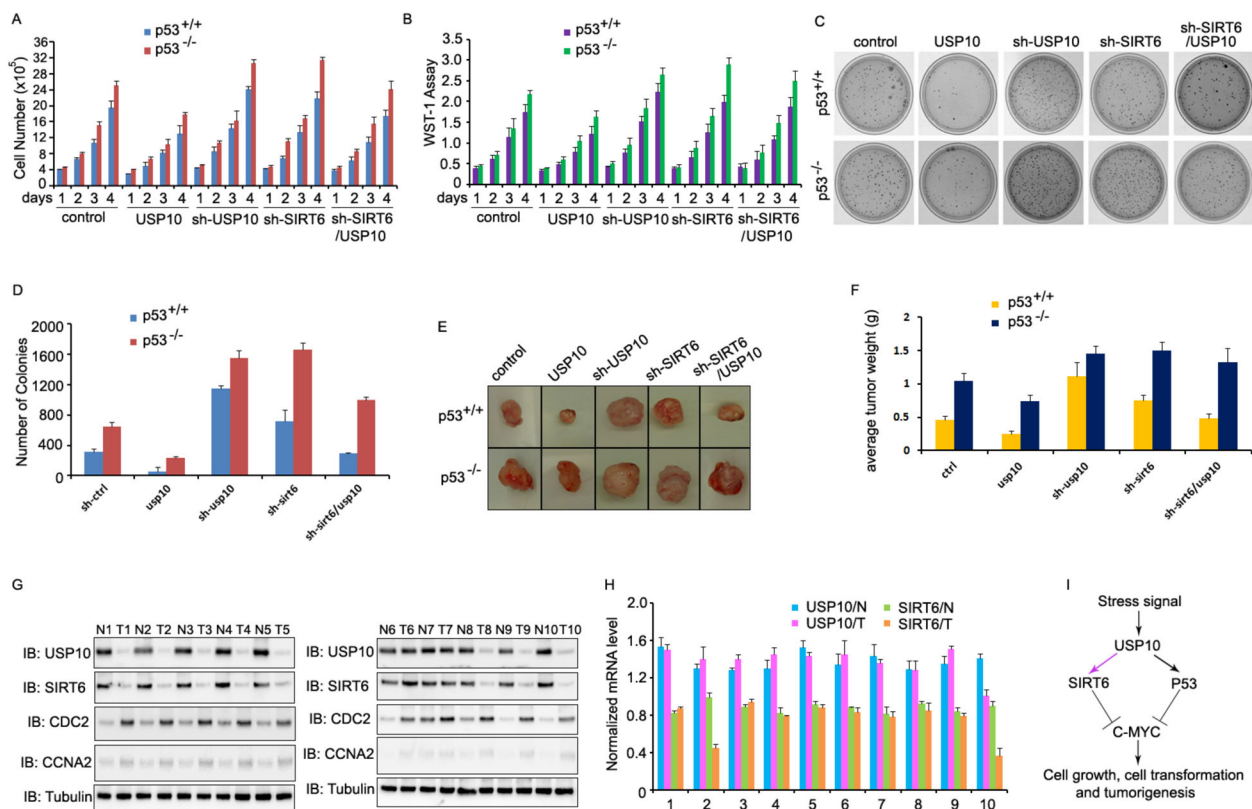 A
p53+/+
p53 -/-
Cell Number (x10⁵)
36
32
28
24
20
16
12
8
4
0
days 1 2 3 4 1 2 3 4 1 2 3 4 1 2 3 4 1 2 3 4
control USP10 sh-USP10 sh-SIRT6 sh-SIRT6
/USP10
B
p53+/+
p53 -/-
WST-1 Assay
3.5
3.0
2.5
2.0
1.5
1.0
0.5
0.0
days 1 2 3 4 1 2 3 4 1 2 3 4 1 2 3 4 1 2 3 4
control USP10 sh-USP10 sh-SIRT6 sh-SIRT6
/USP10
C
control USP10 sh-USP10 sh-SIRT6 sh-SIRT6
/USP10
p53+/+
p53-/-
D
p53+/+
p53-/-
Number of Colonies
2000
1600
1200
800
400
0
sh-ctrl usp10 sh-usp10 sh-sirt6 sh-sirt6/usp10
E
control USP10 sh-USP10 sh-SIRT6 sh-SIRT6
/USP10
p53+/+
p53-/-
F
p53+/+
p53-/-
average tumor weight (g)
2
1.5
1
0.5
0
ctrl usp10 sh-usp10 sh-sirt6 sh-sirt6/usp10
G
N1 T1 N2 T2 N3 T3 N4 T4 N5 T5
IB: USP10
IB: SIRT6
IB: CDC2
IB: CCNA2
IB: Tubulin
N6 T6 N7 T7 N8 T8 N9 T9 N10 T10
IB: USP10
IB: SIRT6
IB: CDC2
IB: CCNA2
IB: Tubulin
H
USP10/N SIRT6/N
USP10/T SIRT6/T
Normalized mRNA level
2.0
1.6
1.2
0.8
0.4
1 2 3 4 5 6 7 8 9 10
I
Stress signal
USP10
SIRT6 P53
C-MYC
Cell growth, cell transformation
and tumorigenesis